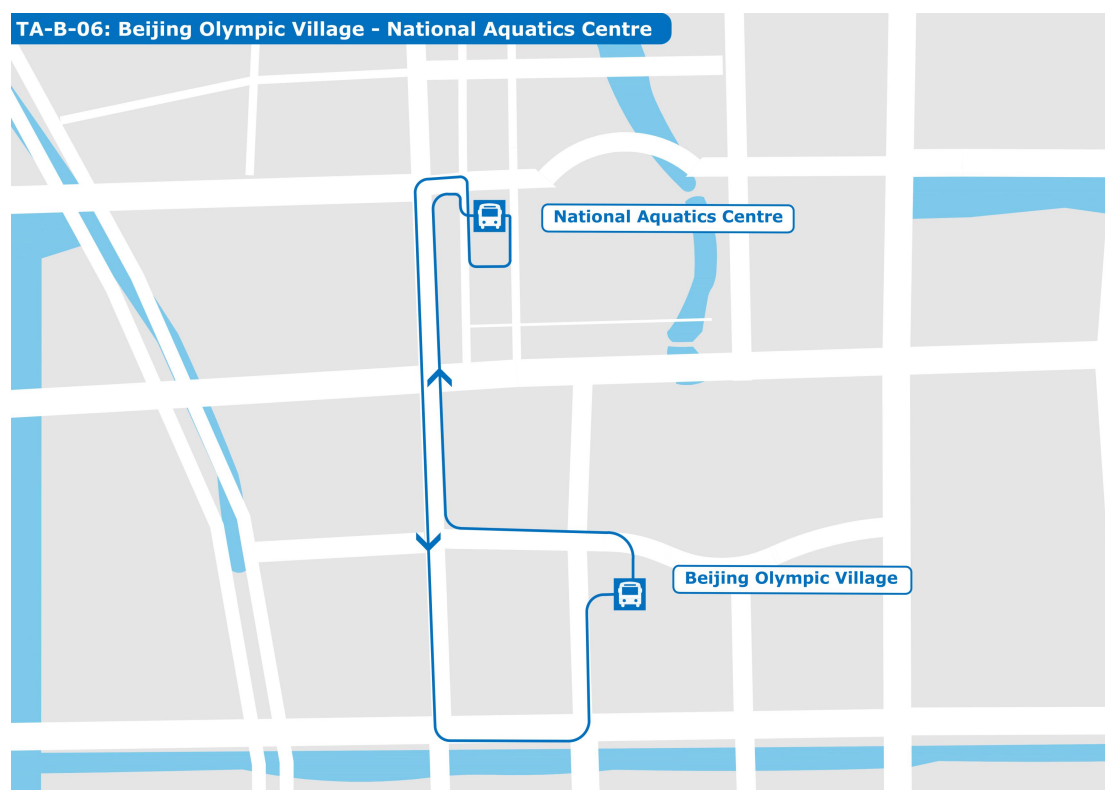 TA-B-06: Beijing Olympic Village - National Aquatics Centre
National Aquatics Centre
Beijing Olympic Village